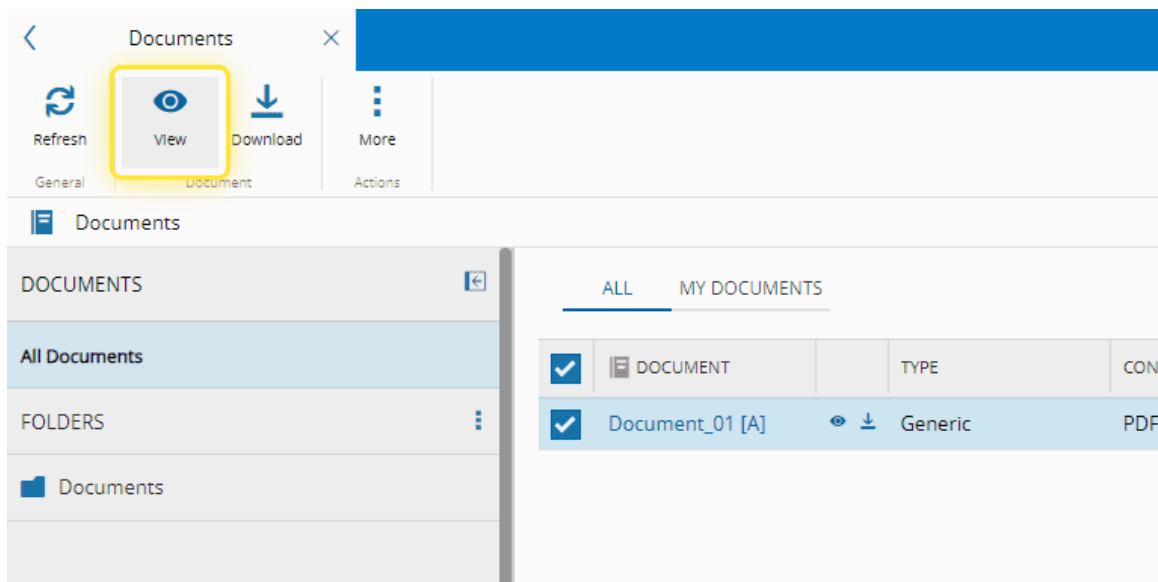 Documents
Refresh
View
Download
More
General
Document
Actions
Documents
DOCUMENTS
All Documents
FOLDERS
Documents
ALL MY DOCUMENTS
DOCUMENT TYPE CON
Document_01 [A] Generic PDF